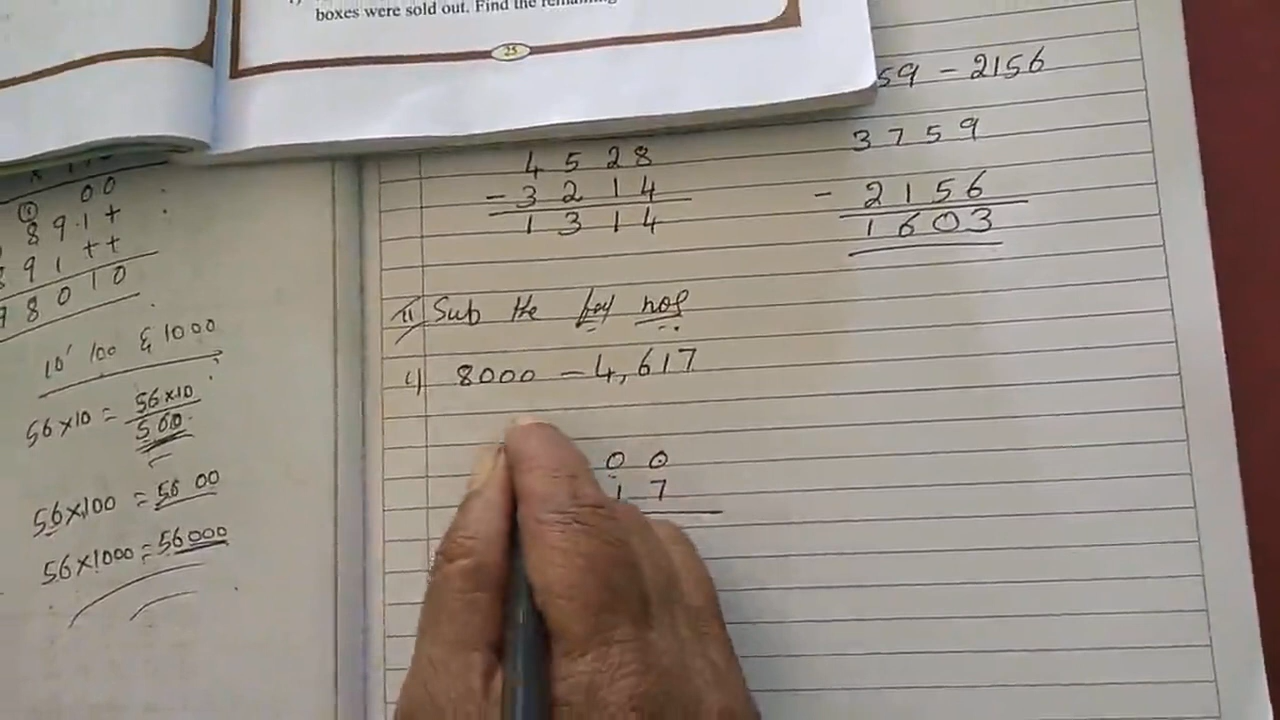 boxes were sold out. Find the remaining
25
00
891+
91++
78010
10' 100 & 1000
56×10 = 56×10
560
56×100 = 5600
56×1000 = 56000
59 - 2156
4528
- 3214
1314
3759
- 2156
1603
II Sub the nos
8000 - 4,617
00
17